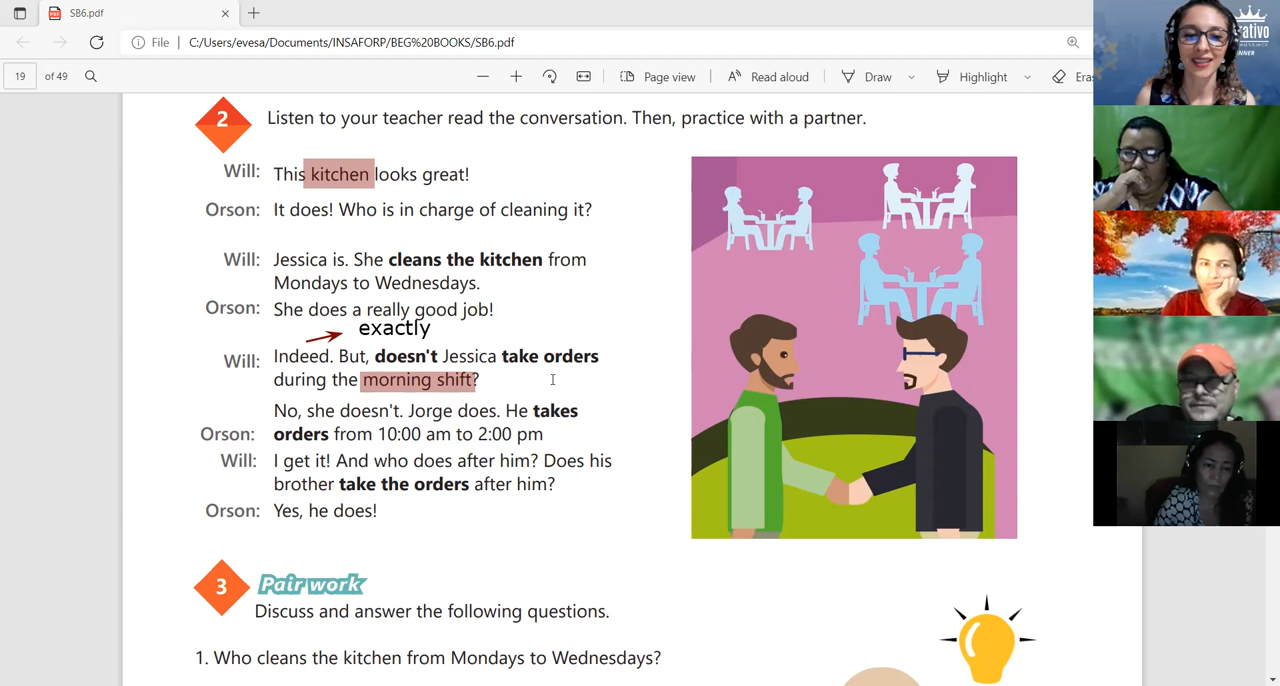 SB6.pdf
File C:/Users/evesa/Documents/INSAFORP/BEG%20BOOKS/SB6.pdf
19 of 49 Page view Read aloud Draw Highlight Eras
rativo
NNER
2 Listen to your teacher read the conversation. Then, practice with a partner.
Will: This kitchen looks great!
Orson: It does! Who is in charge of cleaning it?
Will: Jessica is. She cleans the kitchen from
Mondays to Wednesdays.
Orson: She does a really good job!
exactly
Will: Indeed. But, doesn't Jessica take orders
during the morning shift?
No, she doesn't. Jorge does. He takes
Orson: orders from 10:00 am to 2:00 pm
Will: I get it! And who does after him? Does his
brother take the orders after him?
Orson: Yes, he does!
3 Pair work
Discuss and answer the following questions.
1. Who cleans the kitchen from Mondays to Wednesdays?